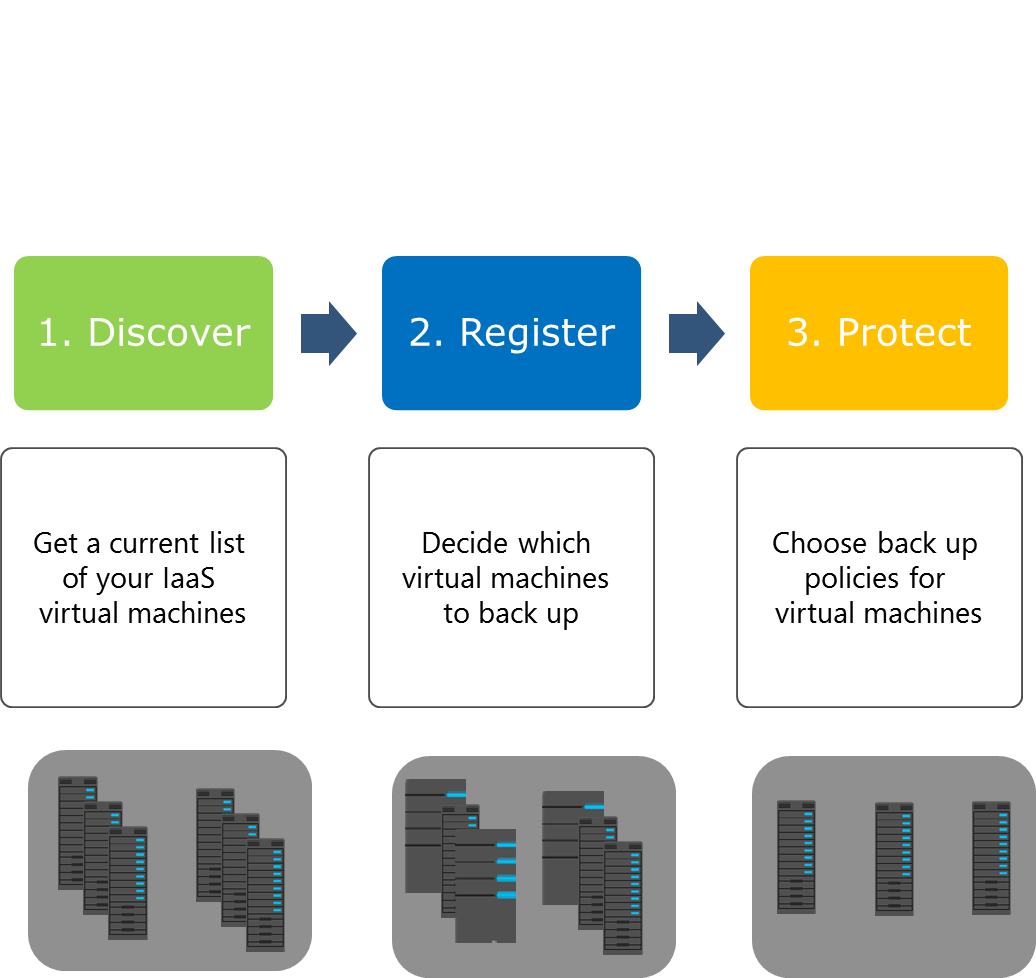 1. Discover
2. Register
3. Protect
Get a current list
of your IaaS
virtual machines
Decide which
virtual machines
to back up
Choose back up
policies for
virtual machines